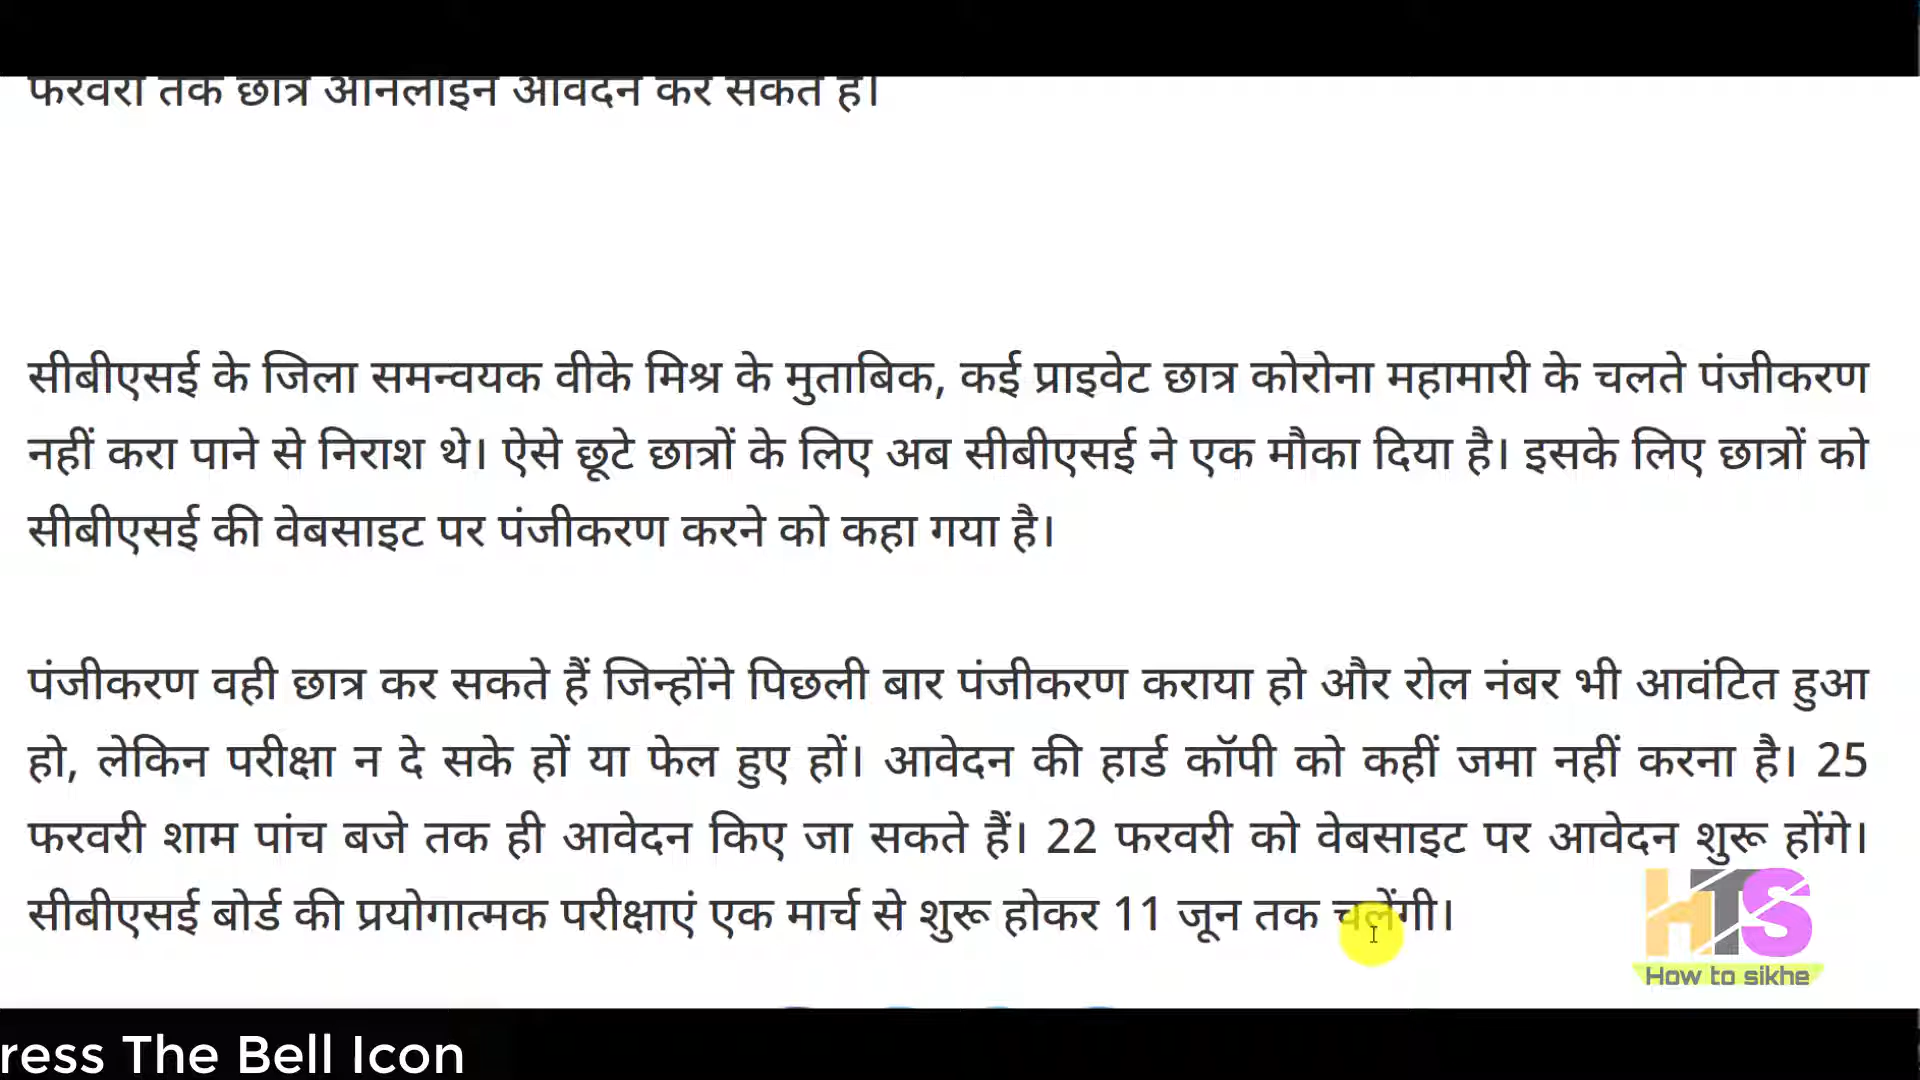 फरवरी तक छात्र ऑनलाइन आवेदन कर सकते हैं।
सीबीएसई के जिला समन्वयक वीके मिश्र के मुताबिक, कई प्राइवेट छात्र कोरोना महामारी के चलते पंजीकरण
नहीं करा पाने से निराश थे। ऐसे छूटे छात्रों के लिए अब सीबीएसई ने एक मौका दिया है। इसके लिए छात्रों को
सीबीएसई की वेबसाइट पर पंजीकरण करने को कहा गया है।
पंजीकरण वही छात्र कर सकते हैं जिन्होंने पिछली बार पंजीकरण कराया हो और रोल नंबर भी आवंटित हुआ
हो, लेकिन परीक्षा न दे सके हों या फेल हुए हों। आवेदन की हार्ड कॉपी को कहीं जमा नहीं करना है। 25
फरवरी शाम पांच बजे तक ही आवेदन किए जा सकते हैं। 22 फरवरी को वेबसाइट पर आवेदन शुरू होंगे।
सीबीएसई बोर्ड की प्रयोगात्मक परीक्षाएं एक मार्च से शुरू होकर 11 जून तक चलेंगी।
HTS
How to sikhe
ress The Bell Icon